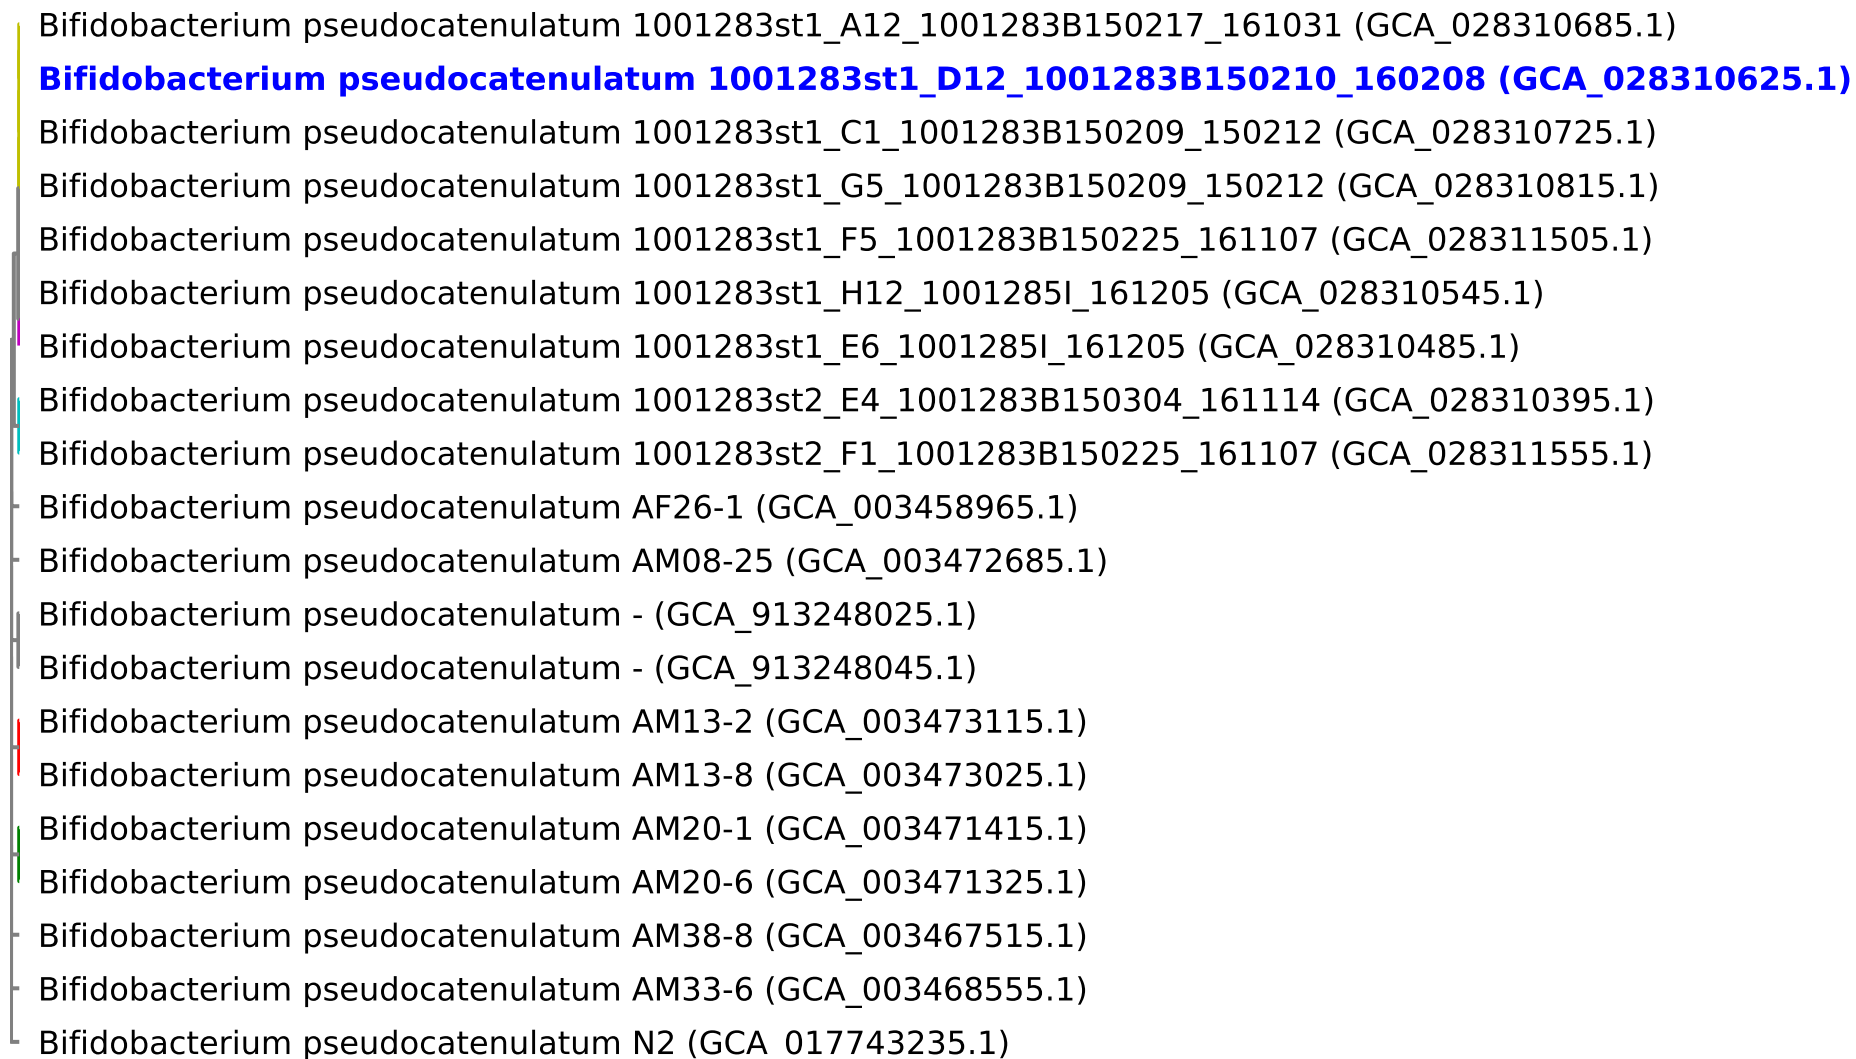 Bifidobacterium pseudocatenulatum 1001283st1_A12_1001283B150217_161031 (GCA_028310685.1)
Bifidobacterium pseudocatenulatum 1001283st1_D12_1001283B150210_160208 (GCA_028310625.1)
Bifidobacterium pseudocatenulatum 1001283st1_C1_1001283B150209_150212 (GCA_028310725.1)
Bifidobacterium pseudocatenulatum 1001283st1_G5_1001283B150209_150212 (GCA_028310815.1)
Bifidobacterium pseudocatenulatum 1001283st1_F5_1001283B150225_161107 (GCA_028311505.1)
Bifidobacterium pseudocatenulatum 1001283st1_H12_1001285I_161205 (GCA_028310545.1)
Bifidobacterium pseudocatenulatum 1001283st1_E6_1001285I_161205 (GCA_028310485.1)
Bifidobacterium pseudocatenulatum 1001283st2_E4_1001283B150304_161114 (GCA_028310395.1)
Bifidobacterium pseudocatenulatum 1001283st2_F1_1001283B150225_161107 (GCA_028311555.1)
Bifidobacterium pseudocatenulatum AF26-1 (GCA_003458965.1)
Bifidobacterium pseudocatenulatum AM08-25 (GCA_003472685.1)
Bifidobacterium pseudocatenulatum - (GCA_913248025.1)
Bifidobacterium pseudocatenulatum - (GCA_913248045.1)
Bifidobacterium pseudocatenulatum AM13-2 (GCA_003473115.1)
Bifidobacterium pseudocatenulatum AM13-8 (GCA_003473025.1)
Bifidobacterium pseudocatenulatum AM20-1 (GCA_003471415.1)
Bifidobacterium pseudocatenulatum AM20-6 (GCA_003471325.1)
Bifidobacterium pseudocatenulatum AM38-8 (GCA_003467515.1)
Bifidobacterium pseudocatenulatum AM33-6 (GCA_003468555.1)
Bifidobacterium pseudocatenulatum N2 (GCA_017743235.1)